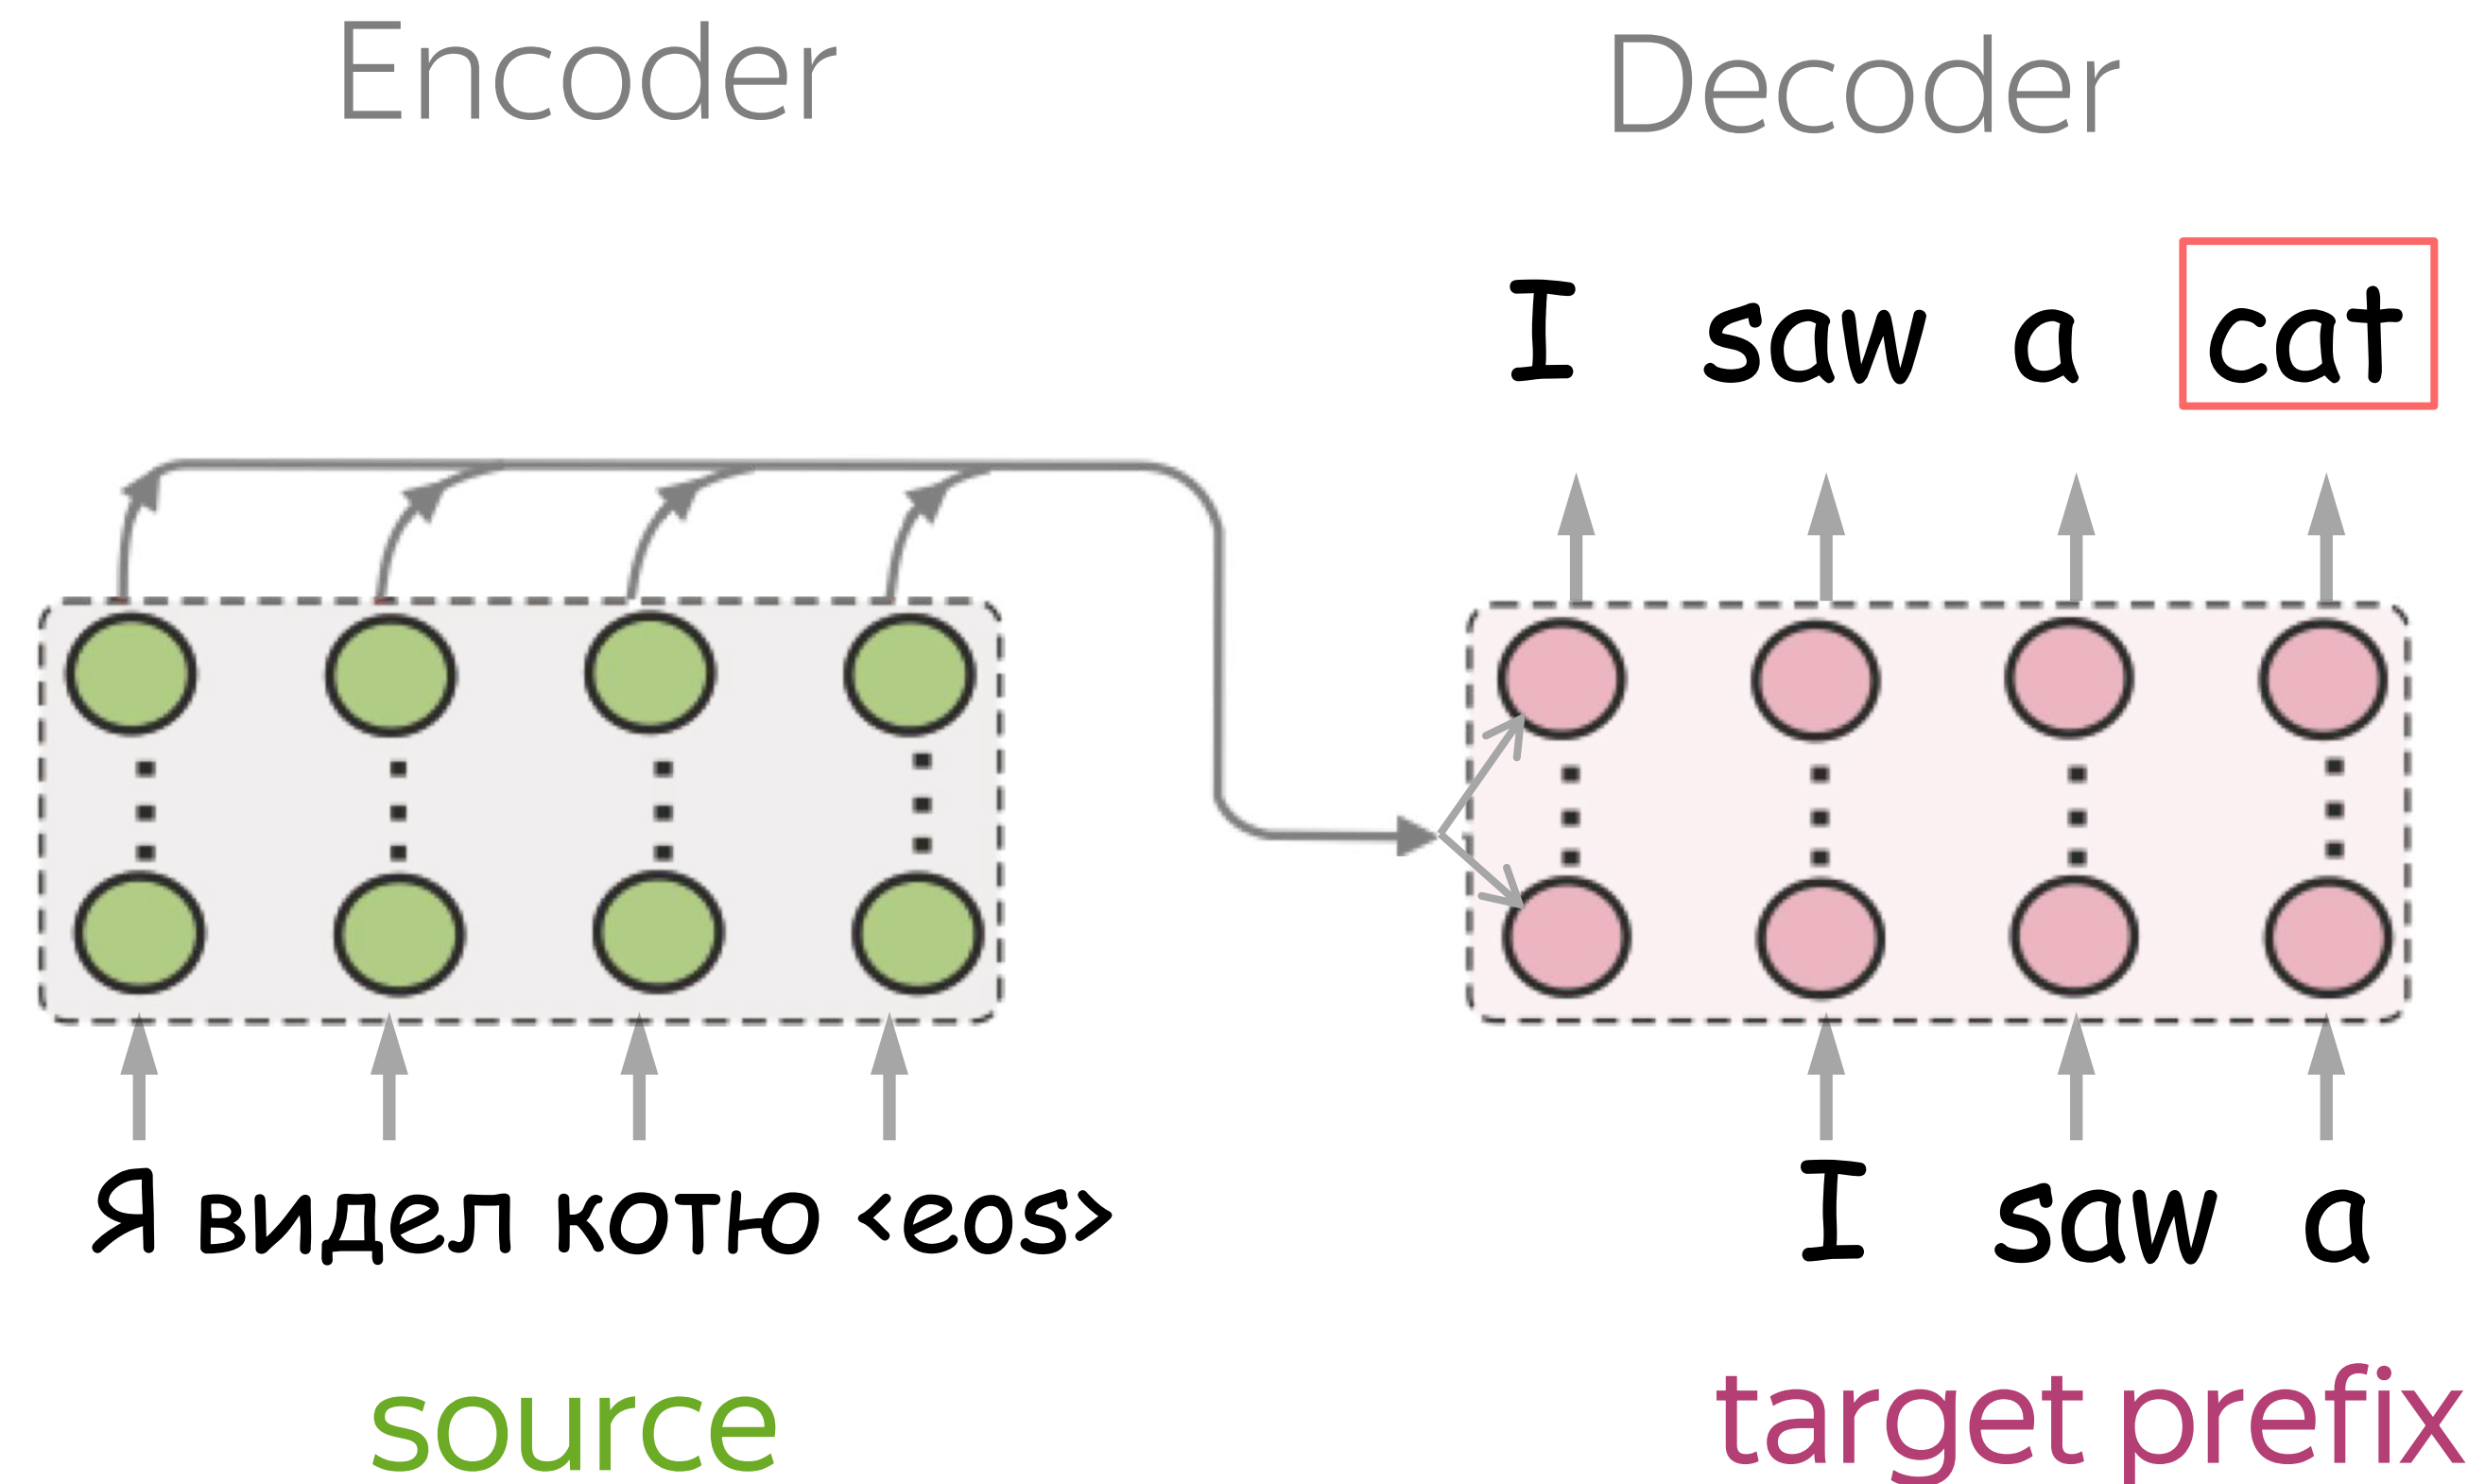 Encoder
Decoder
I saw a cat
Я видел котю <eos>
I saw a
source
target prefix